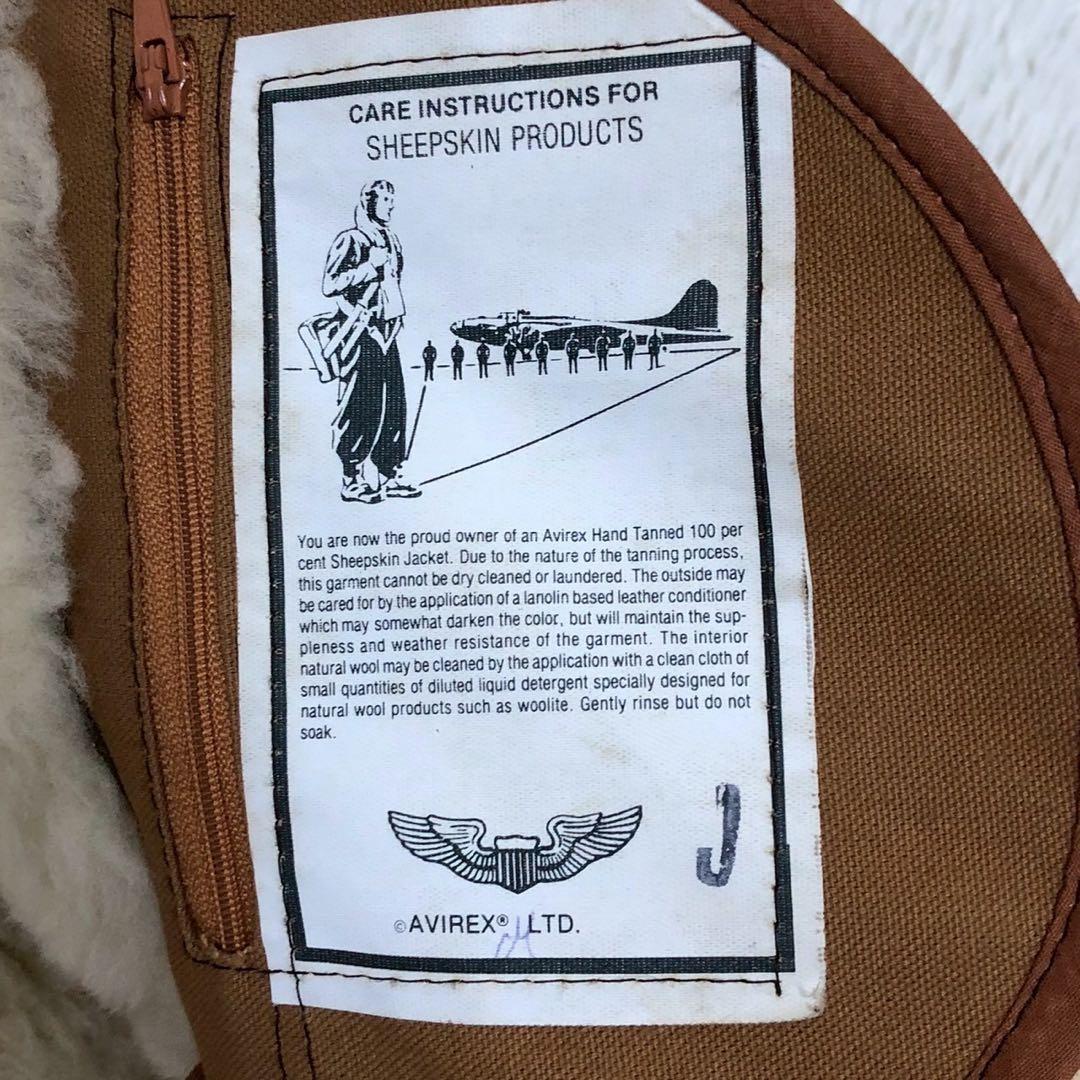 CARE INSTRUCTIONS FOR
SHEEPSKIN PRODUCTS
You are now the proud owner of an Avirex Hand Tanned 100 per
cent Sheepskin Jacket. Due to the nature of the tanning process,
this garment cannot be dry cleaned or laundered. The outside may
be cared for by the application of a lanolin based leather conditioner
which may somewhat darken the color, but will maintain the sup-
pleness and weather resistance of the garment. The interior
natural wool may be cleaned by the application with a clean cloth of
small quantities of diluted liquid detergent specially designed for
natural wool products such as woolite. Gently rinse but do not
soak.
J
©AVIREX® LTD.